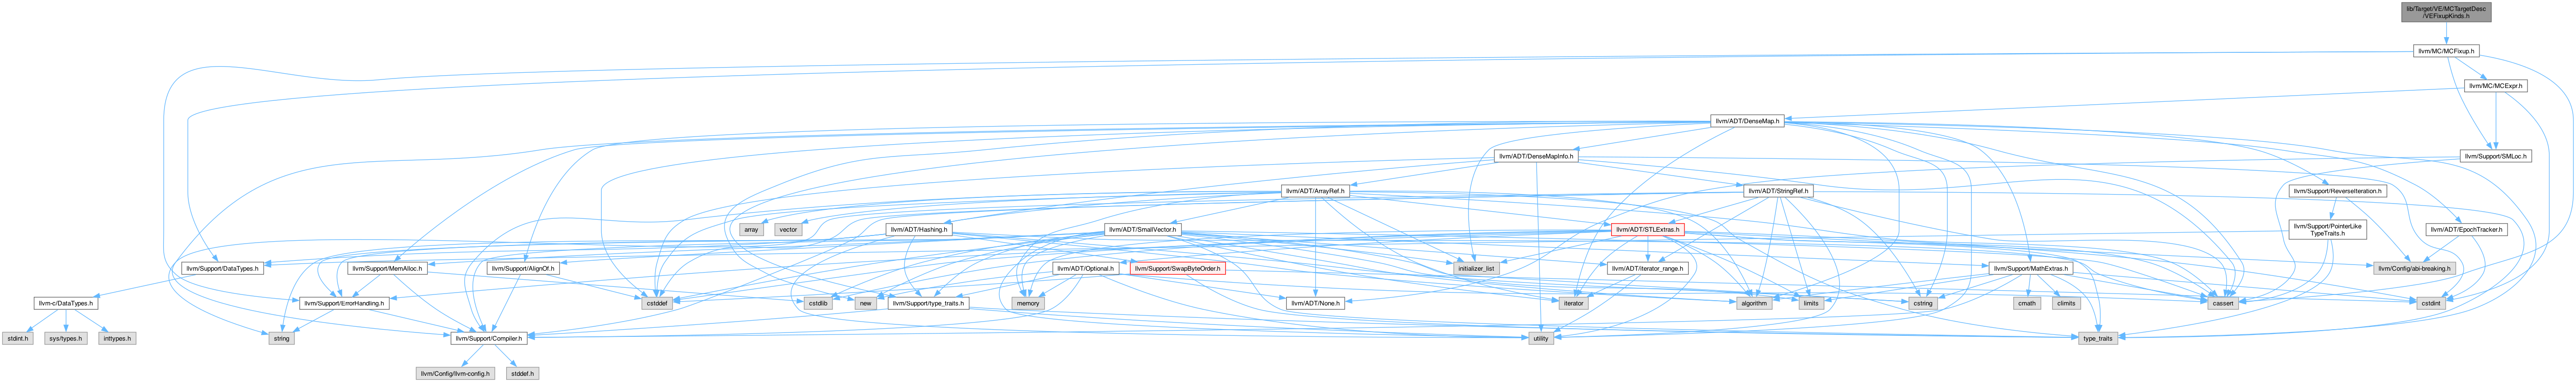 lib/Target/VE/MCTargetDesc
/VEFixupKinds.h
llvm/MC/MCFixup.h
llvm/MC/MCExpr.h
llvm/ADT/DenseMap.h
llvm/ADT/DenseMapInfo.h
llvm/Support/SMLoc.h
llvm/ADT/ArrayRef.h
llvm/ADT/StringRef.h
llvm/Support/ReverseIteration.h
array
vector
llvm/ADT/Hashing.h
llvm/ADT/SmallVector.h
llvm/ADT/STLExtras.h
llvm/Support/PointerLike
TypeTraits.h
llvm/ADT/EpochTracker.h
llvm/Support/DataTypes.h
llvm/Support/MemAlloc.h
llvm/Support/AlignOf.h
llvm/ADT/Optional.h
llvm/Support/SwapByteOrder.h
initializer_list
llvm/ADT/iterator_range.h
llvm/Support/MathExtras.h
llvm/Config/abi-breaking.h
llvm-c/DataTypes.h
llvm/Support/ErrorHandling.h
cstddef
cstdlib
new
llvm/Support/type_traits.h
memory
llvm/ADT/None.h
iterator
algorithm
limits
cstring
cmath
climits
cassert
cstdint
stdint.h
sys/types.h
inttypes.h
string
llvm/Support/Compiler.h
utility
type_traits
llvm/Config/llvm-config.h
stddef.h